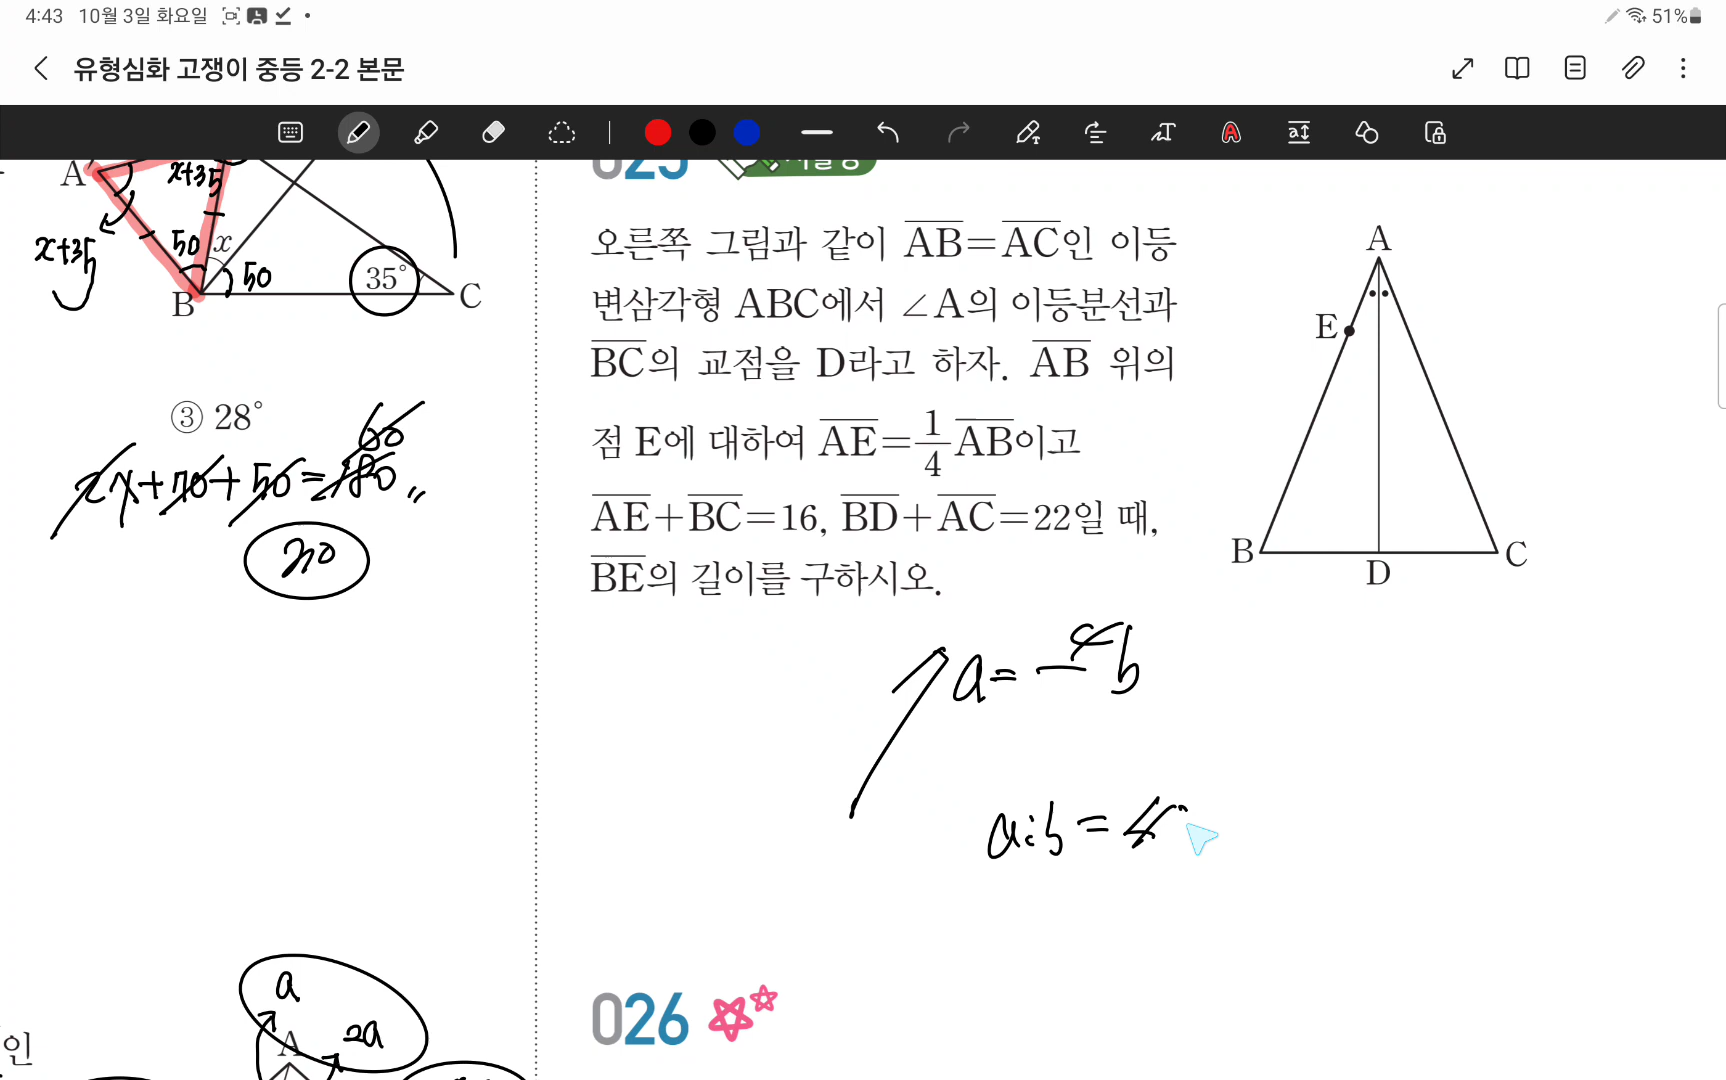 4:43 10월 3일 화요일
51%
유형심화 고쟁이 중등 2-2 본문
A
x+35
x+35
50 x
50
35°
B
C
③ 28°
60
2x+70+50=180
30
a
A
2a
인
025
오른쪽 그림과 같이 AB=AC인 이등
변삼각형 ABC에서 ∠A의 이등분선과
BC의 교점을 D라고 하자. AB 위의
점 E에 대하여 AE=1/4 AB이고
AE+BC=16, BD+AC=22일 때,
BE의 길이를 구하시오.
A
E
B
D
C
a= 4b
a:b = 4
026